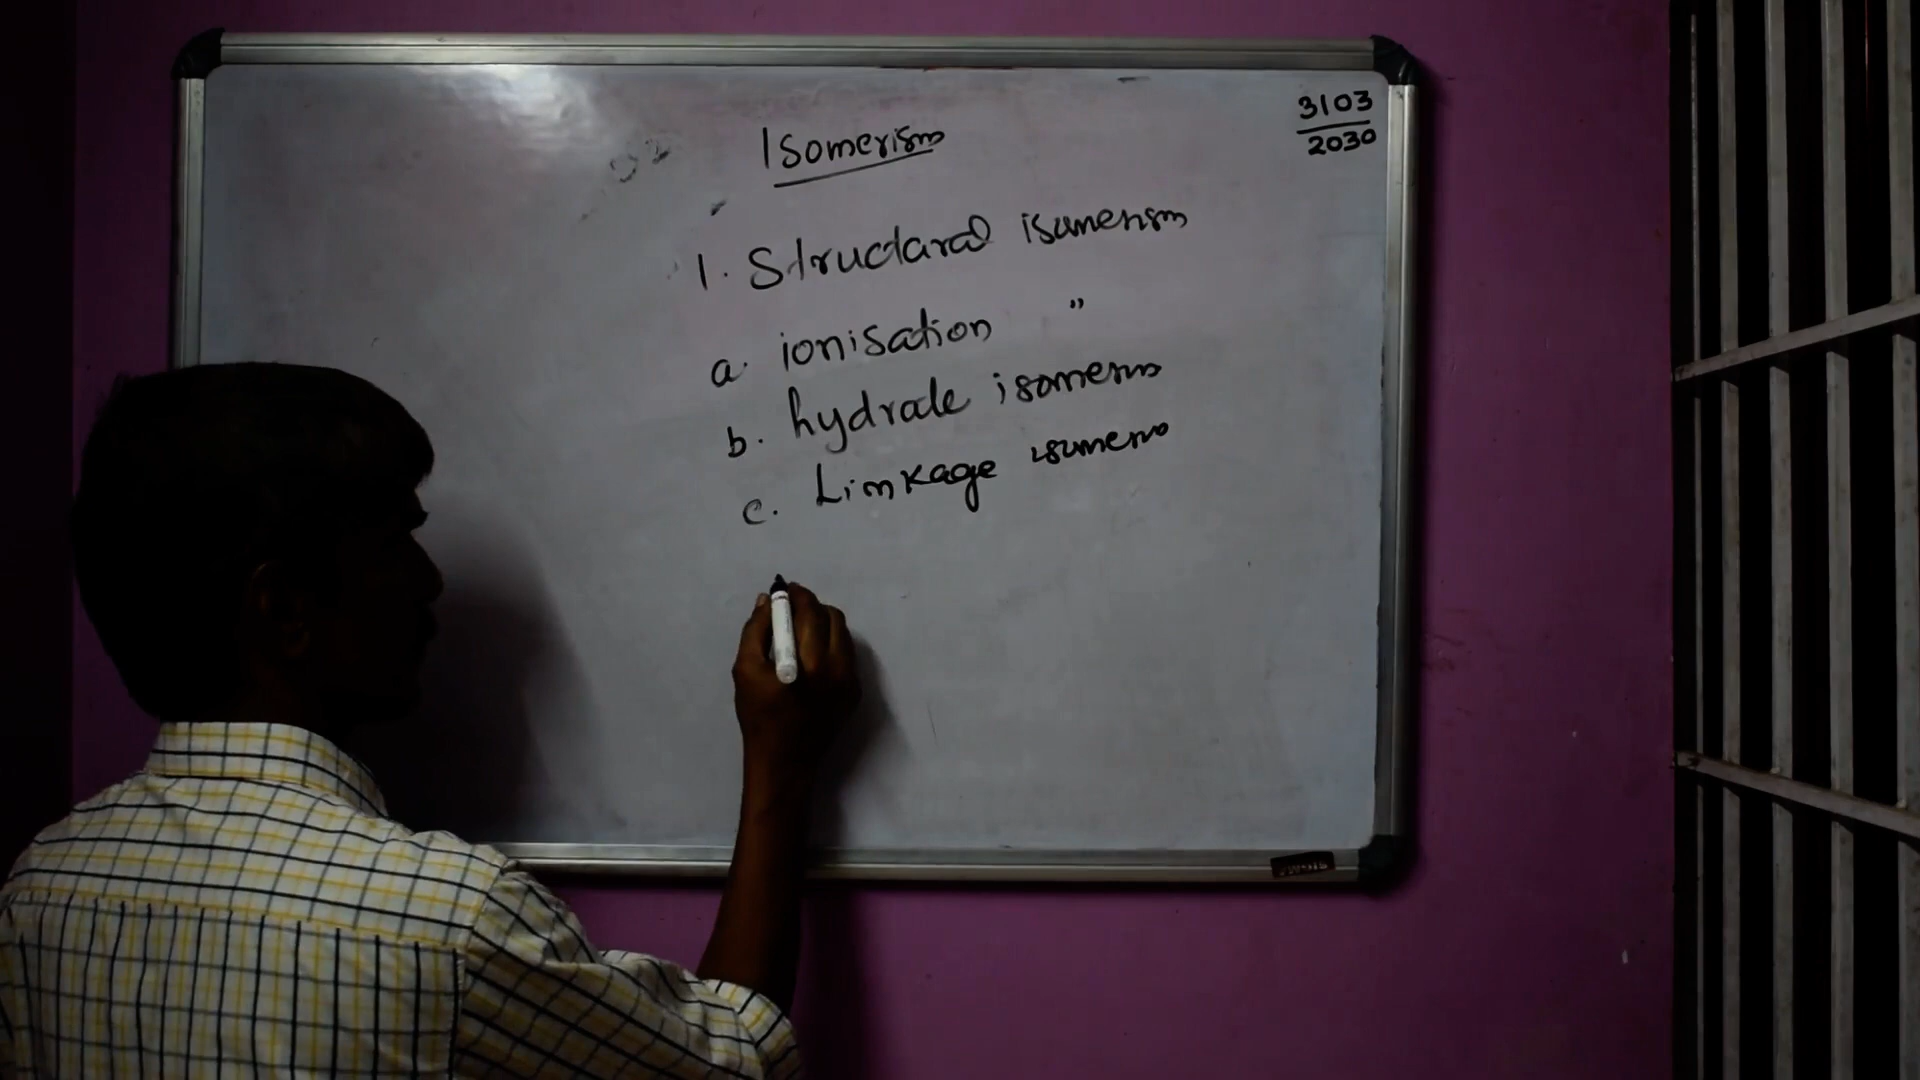 3103
2030
Isomerism
1. Structural isomerism
a. ionisation "
b. hydrate isomerism
c. Linkage isomerism